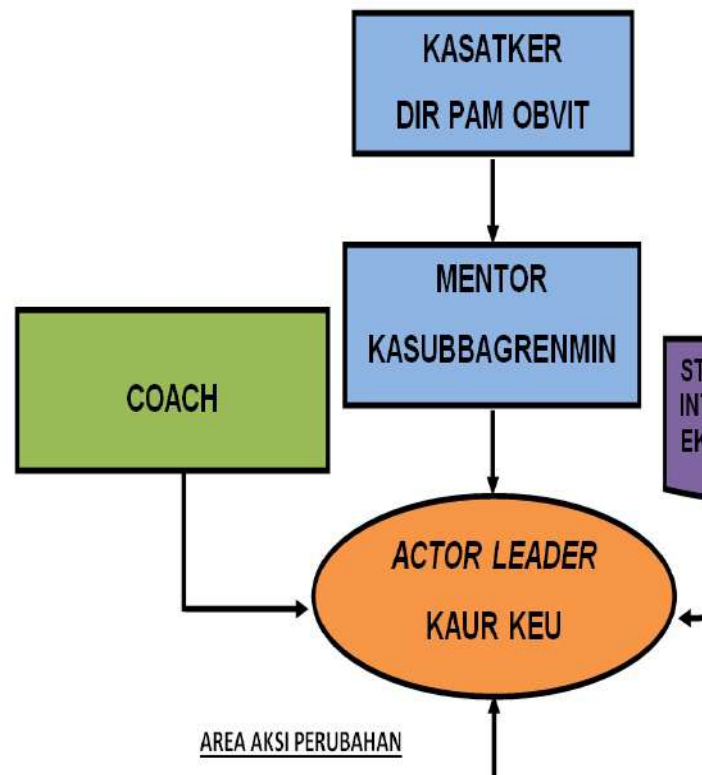 KASATKER
DIR PAM OBVIT
MENTOR
KASUBBAGRENMIN
COACH
ACTOR LEADER
KAUR KEU
AREA AKSI PERUBAHAN